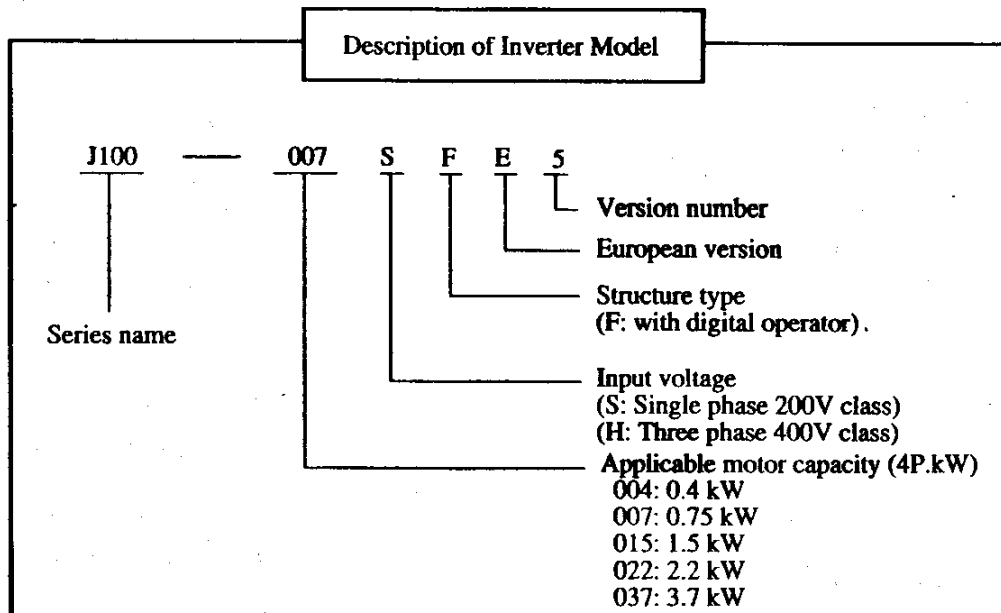 Description of Inverter Model
J100 — 007 S F E 5
Version number
European version
Structure type
(F: with digital operator).
Series name
Input voltage
(S: Single phase 200V class)
(H: Three phase 400V class)
Applicable motor capacity (4P.kW)
004: 0.4 kW
007: 0.75 kW
015: 1.5 kW
022: 2.2 kW
037: 3.7 kW